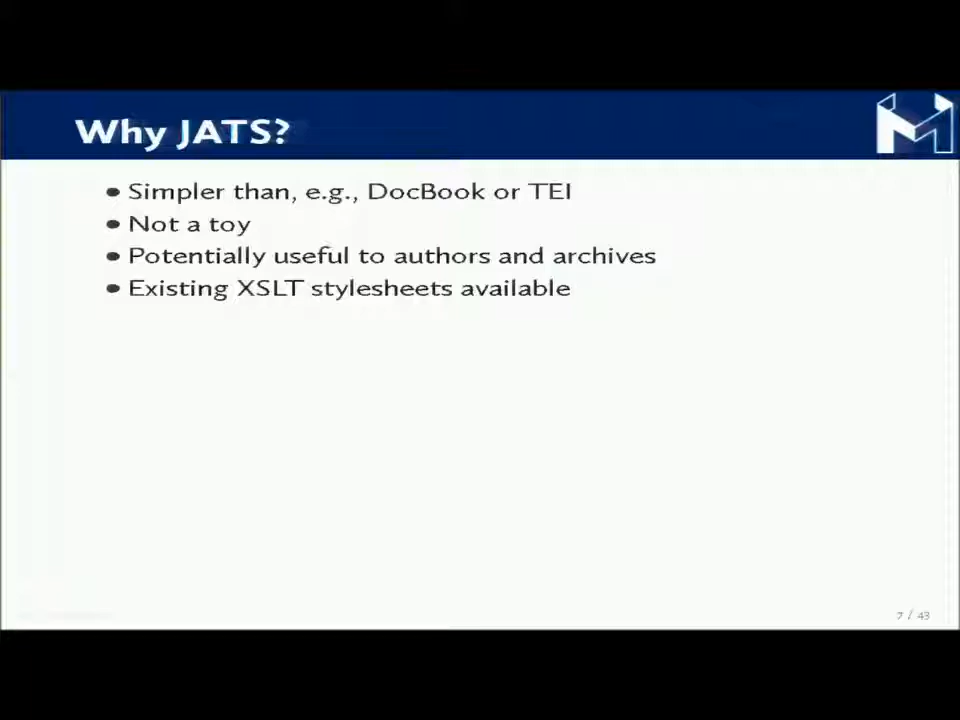 Why JATS?
• Simpler than, e.g., DocBook or TEI
• Not a toy
• Potentially useful to authors and archives
• Existing XSLT stylesheets available
7 / 43